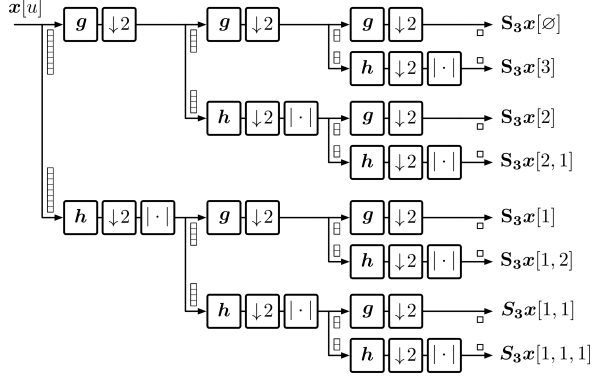 x[u]
g ↓2 g ↓2 g ↓2 S₃x[∅]
h ↓2 |·| S₃x[3]
h ↓2 |·| g ↓2 S₃x[2]
h ↓2 |·| S₃x[2, 1]
h ↓2 |·| g ↓2 g ↓2 S₃x[1]
h ↓2 |·| S₃x[1, 2]
h ↓2 |·| g ↓2 S₃x[1, 1]
h ↓2 |·| S₃x[1, 1, 1]